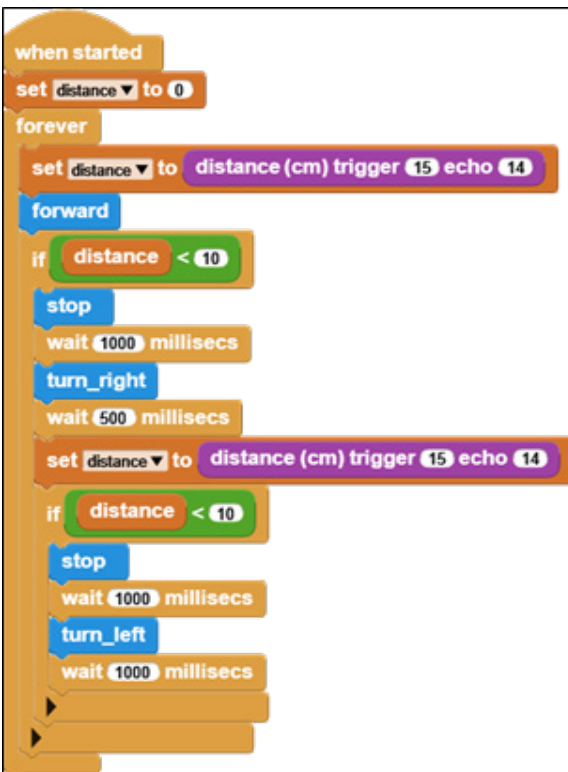 when started
set distance to 0
forever
set distance to distance (cm) trigger 15 echo 14
forward
if distance < 10
stop
wait 1000 millisecs
turn_right
wait 500 millisecs
set distance to distance (cm) trigger 15 echo 14
if distance < 10
stop
wait 1000 millisecs
turn_left
wait 1000 millisecs